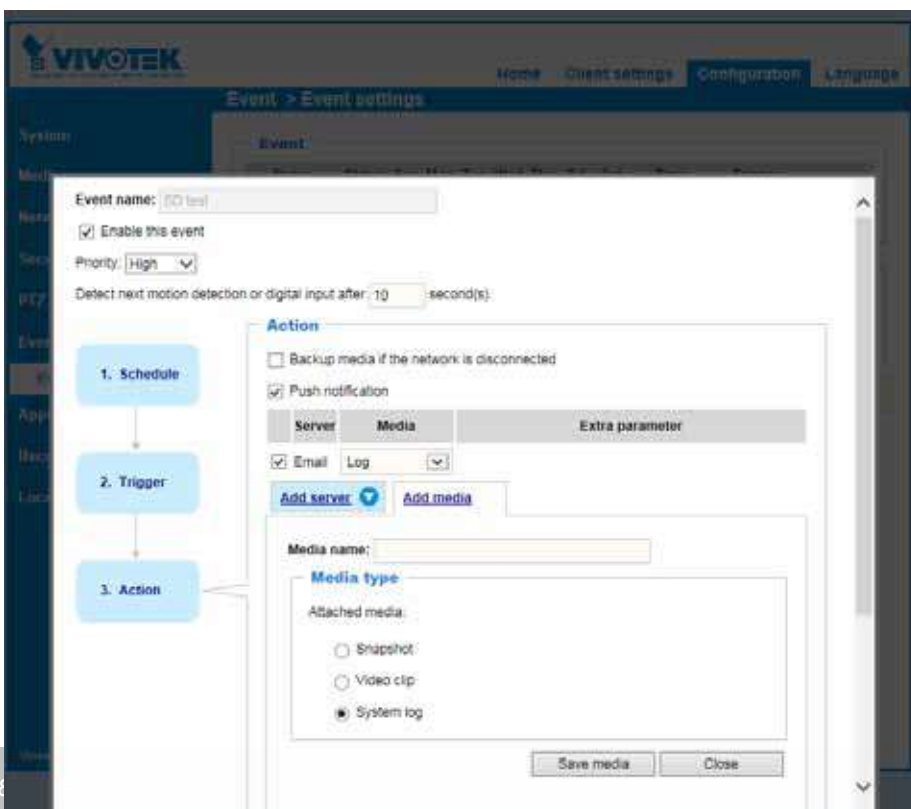 VIVOTEK
Home Client settings Configuration Language
Event > Event settings
System
Event
Event name: SD test
Enable this event
Priority: High
Detect next motion detection or digital input after 10 second(s)
Action
Backup media if the network is disconnected
Push notification
Server Media Extra parameter
Email Log
Add server Add media
1. Schedule
2. Trigger
3. Action
Media name:
Media type
Attached media:
Snapshot
Video clip
System log
Save media Close